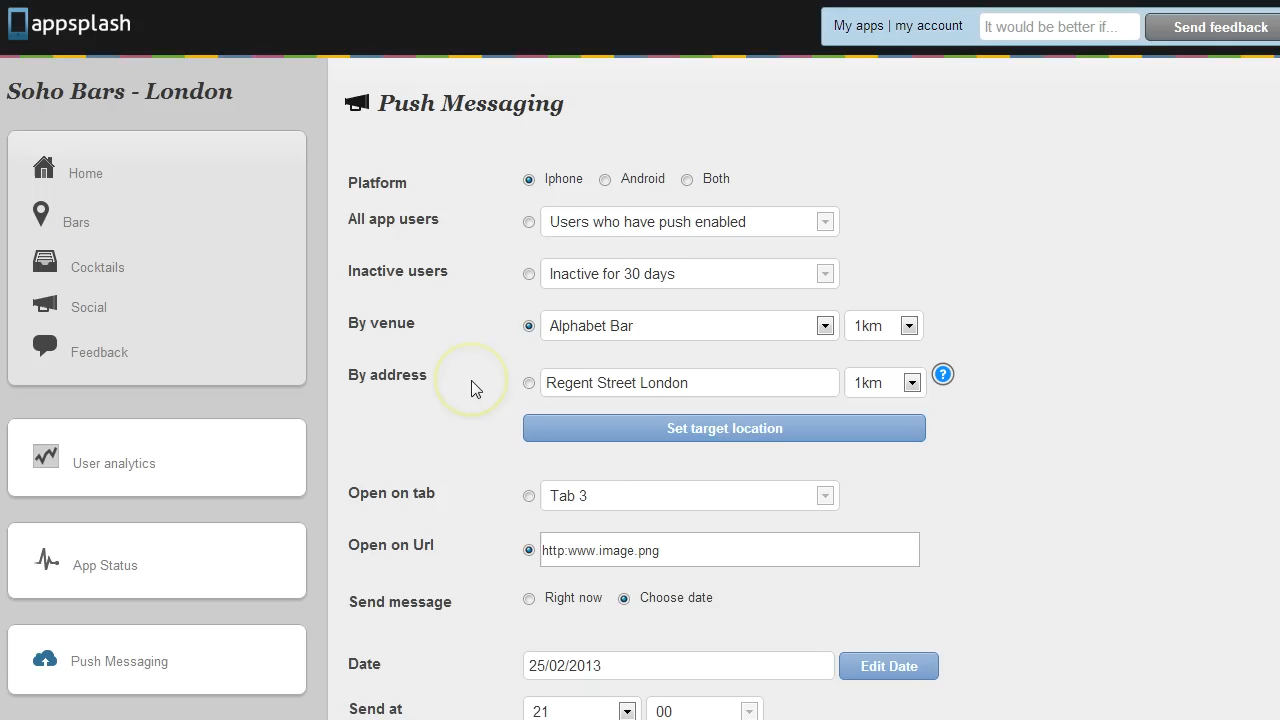 appsplash
My apps | my account
It would be better if...
Send feedback
Soho Bars - London
Home
Bars
Cocktails
Social
Feedback
User analytics
App Status
Push Messaging
Push Messaging
Platform
Iphone
Android
Both
All app users
Users who have push enabled
Inactive users
Inactive for 30 days
By venue
Alphabet Bar
1km
By address
Regent Street London
1km
?
Set target location
Open on tab
Tab 3
Open on Url
http:www.image.png
Send message
Right now
Choose date
Date
25/02/2013
Edit Date
Send at
21
00